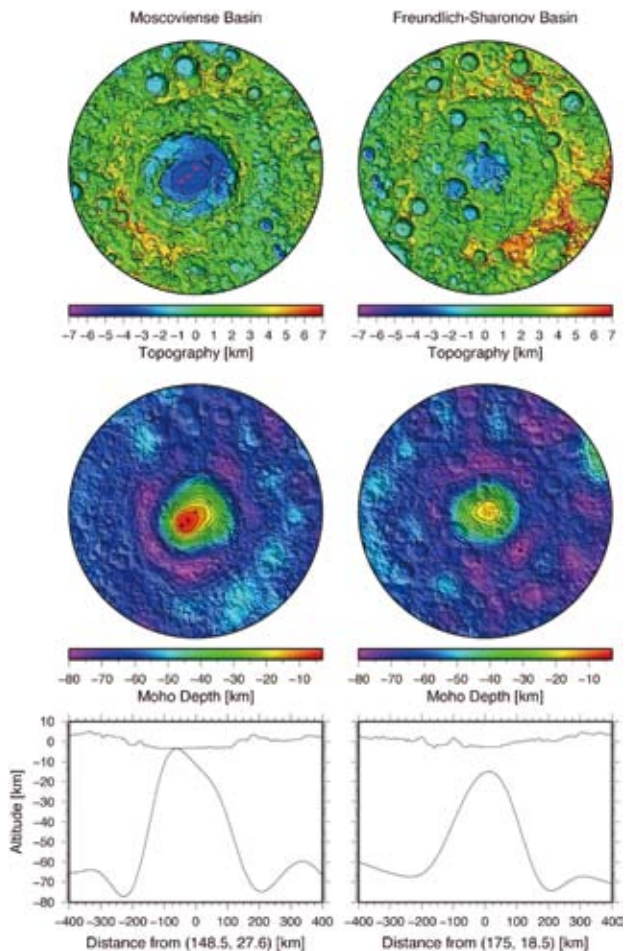 Moscoviense Basin
Freundlich-Sharonov Basin
-7 -6 -5 -4 -3 -2 -1 0 1 2 3 4 5 6 7
Topography [km]
-7 -6 -5 -4 -3 -2 -1 0 1 2 3 4 5 6 7
Topography [km]
-80 -70 -60 -50 -40 -30 -20 -10
Moho Depth [km]
-80 -70 -60 -50 -40 -30 -20 -10
Moho Depth [km]
10
0
-10
-20
-30
-40
-50
-60
-70
-80
Altitude [km]
-400 -300 -200 -100 0 100 200 300 400
Distance from (148.5, 27.6) [km]
-400 -300 -200 -100 0 100 200 300 400
Distance from (175, 18.5) [km]